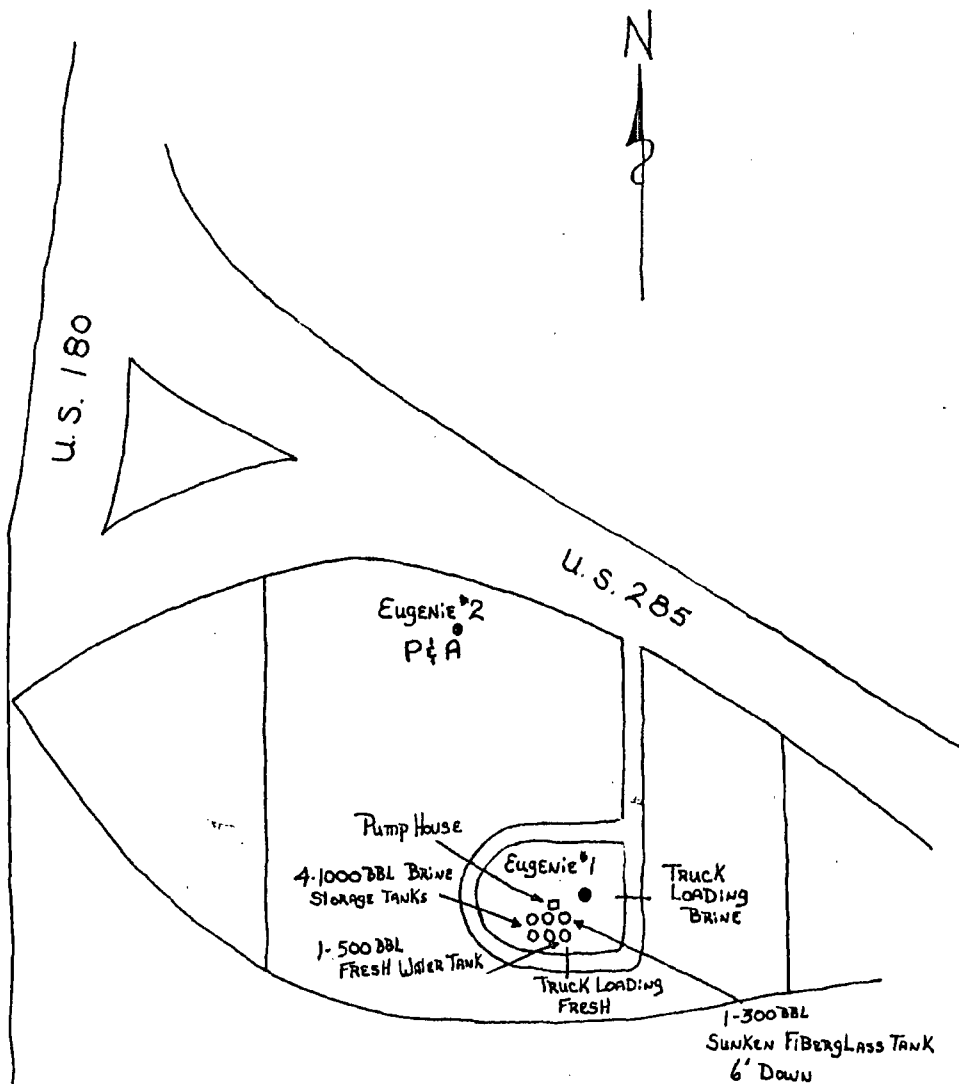 N
U.S. 180
U.S. 285
EUGENIE #2
P & A
PUMP HOUSE
EUGENIE #1
4-1000 BBL BRINE
STORAGE TANKS
TRUCK
LOADING
BRINE
1-500 BBL
FRESH WATER TANK
TRUCK LOADING
FRESH
1-300 BBL
SUNKEN FIBERGLASS TANK
6' DOWN